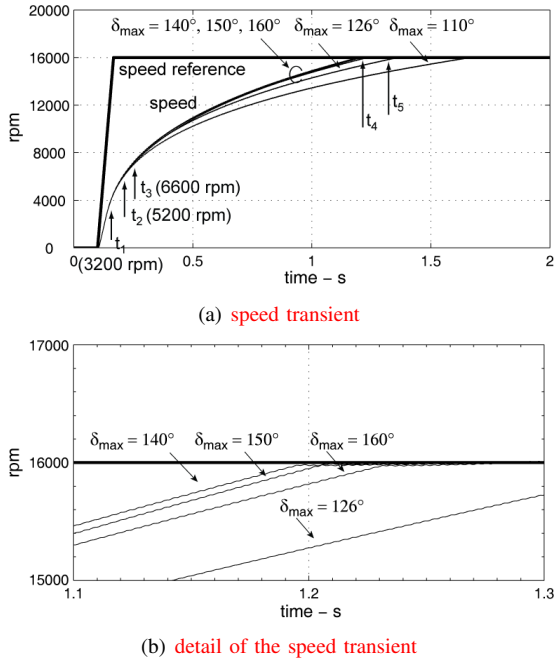 δmax = 140°, 150°, 160° δmax = 126° δmax = 110°
20000
16000
12000
8000
4000
0
rpm
speed reference
speed
t4
t5
t3 (6600 rpm)
t2 (5200 rpm)
t1
(3200 rpm)
0 0.5 1 1.5 2
time − s
(a) speed transient
17000
16000
15000
rpm
δmax = 140° δmax = 150° δmax = 160°
δmax = 126°
1.1 1.2 1.3
time − s
(b) detail of the speed transient